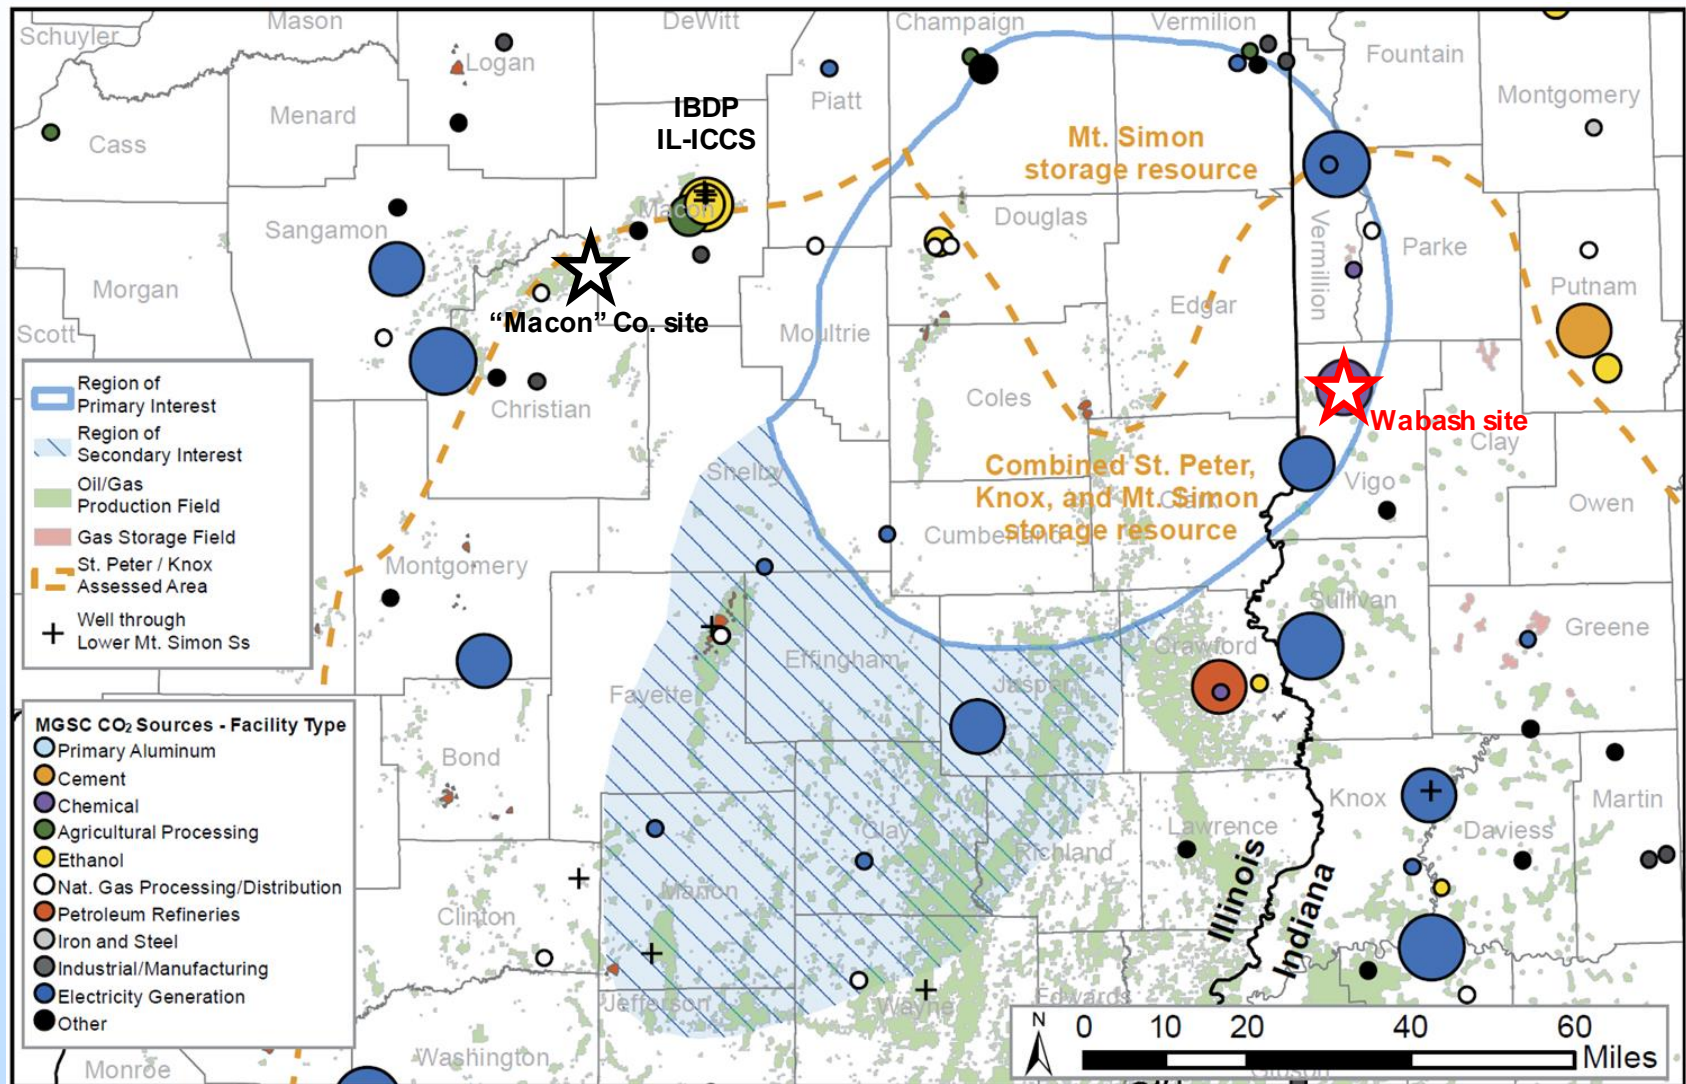 Mason
DeWitt
Champaign
Vermilion
Schuyler
Logan
Fountain
Piatt
Montgomery
Menard
Cass
IBDP
IL-ICCS
Mt. Simon
storage resource
Macon
Douglas
Sangamon
Vermillion
Parke
Morgan
Putnam
Edgar
"Macon" Co. site
Moultrie
Scott
Coles
Christian
Wabash site
Clay
Shelby
Combined St. Peter,
Knox, and Mt. Simon
storage resource
Clark
Cumberland
Vigo
Owen
Montgomery
Sullivan
Greene
Effingham
Crawford
Fayette
Jasper
Bond
Knox
Martin
Clay
Lawrence
Daviess
Richland
Marion
Clinton
Illinois
Indiana
Jefferson
Wayne
Edwards
Washington
Monroe
Gibson
Region of
Primary Interest
Region of
Secondary Interest
Oil/Gas
Production Field
Gas Storage Field
St. Peter / Knox
Assessed Area
Well through
Lower Mt. Simon Ss
MGSC CO₂ Sources - Facility Type
Primary Aluminum
Cement
Chemical
Agricultural Processing
Ethanol
Nat. Gas Processing/Distribution
Petroleum Refineries
Iron and Steel
Industrial/Manufacturing
Electricity Generation
Other
N
0 10 20 40 60
Miles